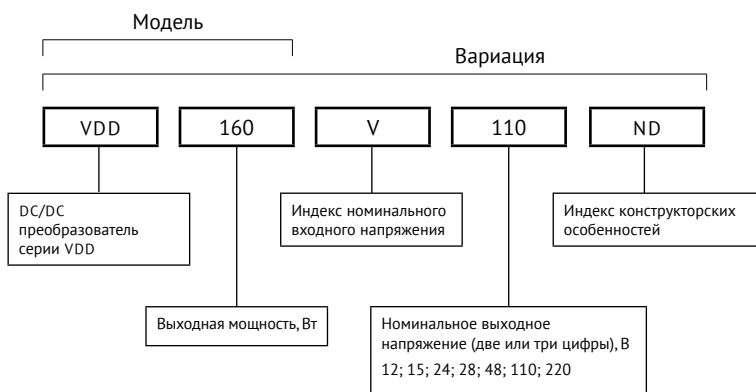 Модель
Вариация
VDD
160
V
110
ND
DC/DC
преобразователь
серии VDD
Индекс номинального
входного напряжения
Индекс конструкторских
особенностей
Выходная мощность, Вт
Номинальное выходное
напряжение (две или три цифры), В
12; 15; 24; 28; 48; 110; 220